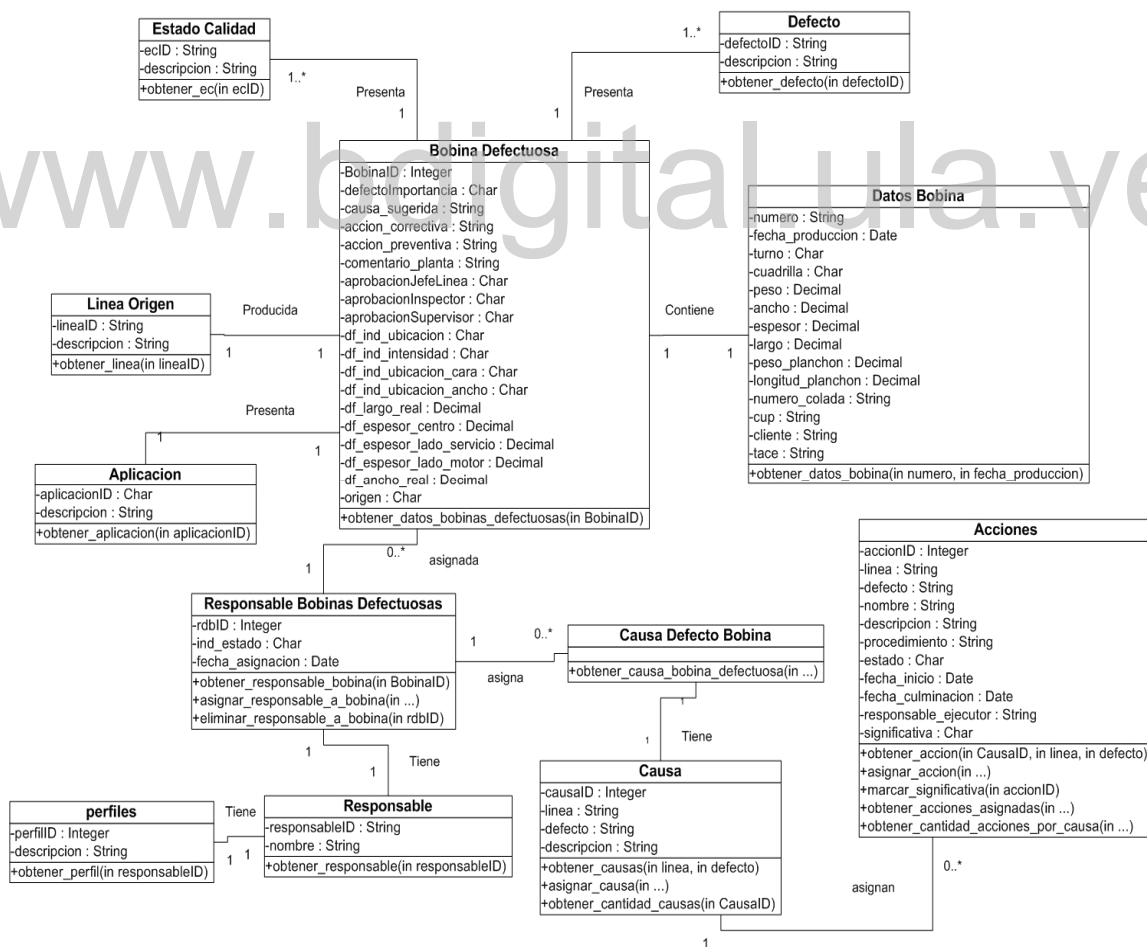 Estado Calidad
-ecID : String
-descripcion : String
+obtener_ec(in ecID)
1..*
Presenta
1
Defecto
-defectoID : String
-descripcion : String
+obtener_defecto(in defectoID)
1..*
Presenta
1
www.bdigital.ula.ve
Bobina Defectuosa
-BobinaID : Integer
-defectoImportancia : Char
-causa_sugerida : String
-accion_correctiva : String
-accion_preventiva : String
-comentario_planta : String
-aprobacionJefeLinea : Char
-aprobacionInspector : Char
-aprobacionSupervisor : Char
-df_ind_ubicacion : Char
-df_ind_intensidad : Char
-df_ind_ubicacion_cara : Char
-df_ind_ubicacion_ancho : Char
-df_largo_real : Decimal
-df_espesor_centro : Decimal
-df_espesor_lado_servicio : Decimal
-df_espesor_lado_motor : Decimal
-df_ancho_real : Decimal
-origen : Char
+obtener_datos_bobinas_defectuosas(in BobinaID)
Datos Bobina
-numero : String
-fecha_produccion : Date
-turno : Char
-cuadrilla : Char
-peso : Decimal
-ancho : Decimal
-espesor : Decimal
-largo : Decimal
-peso_planchon : Decimal
-longitud_planchon : Decimal
-numero_colada : String
-cup : String
-cliente : String
-tace : String
+obtener_datos_bobina(in numero, in fecha_produccion)
Contiene
1
1
Linea Origen
-lineaID : String
-descripcion : String
+obtener_linea(in lineaID)
Producida
1
1
Presenta
1
1
Aplicacion
-aplicacionID : Char
-descripcion : String
+obtener_aplicacion(in aplicacionID)
0..*
asignada
1
Responsable Bobinas Defectuosas
-rdbID : Integer
-ind_estado : Char
-fecha_asignacion : Date
+obtener_responsable_bobina(in BobinaID)
+asignar_responsable_a_bobina(in ...)
+eliminar_responsable_a_bobina(in rdbID)
1
0..*
asigna
Causa Defecto Bobina
+obtener_causa_bobina_defectuosa(in ...)
1
1
Tiene
Acciones
-accionID : Integer
-linea : String
-defecto : String
-nombre : String
-descripcion : String
-procedimiento : String
-estado : Char
-fecha_inicio : Date
-fecha_culminacion : Date
-responsable_ejecutor : String
-significativa : Char
+obtener_accion(in CausaID, in linea, in defecto)
+asignar_accion(in ...)
+marcar_significativa(in accionID)
+obtener_acciones_asignadas(in ...)
+obtener_cantidad_acciones_por_causa(in ...)
1
1
Tiene
perfiles
-perfilID : Integer
-descripcion : String
+obtener_perfil(in responsableID)
Tiene
1
1
Responsable
-responsableID : String
-nombre : String
+obtener_responsable(in responsableID)
Causa
-causaID : Integer
-linea : String
-defecto : String
-descripcion : String
+obtener_causas(in linea, in defecto)
+asignar_causa(in ...)
+obtener_cantidad_causas(in CausaID)
0..*
asignan
1